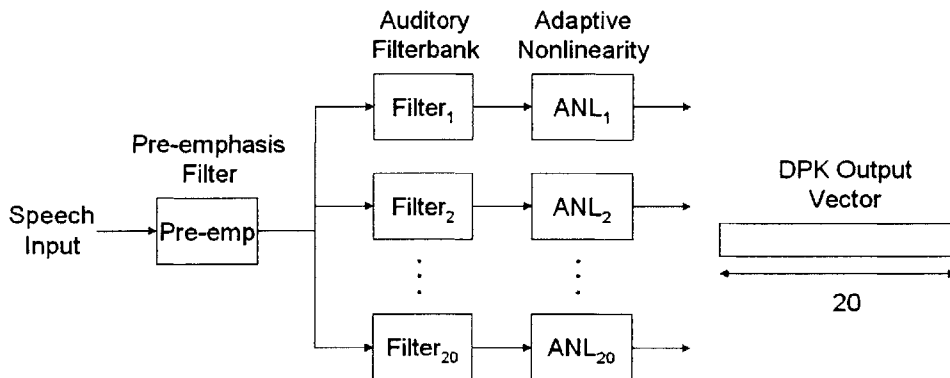 Auditory
Filterbank
Adaptive
Nonlinearity
Filter₁
ANL₁
Pre-emphasis
Filter
DPK Output
Vector
Speech
Input
Pre-emp
Filter₂
ANL₂
20
Filter₂₀
ANL₂₀